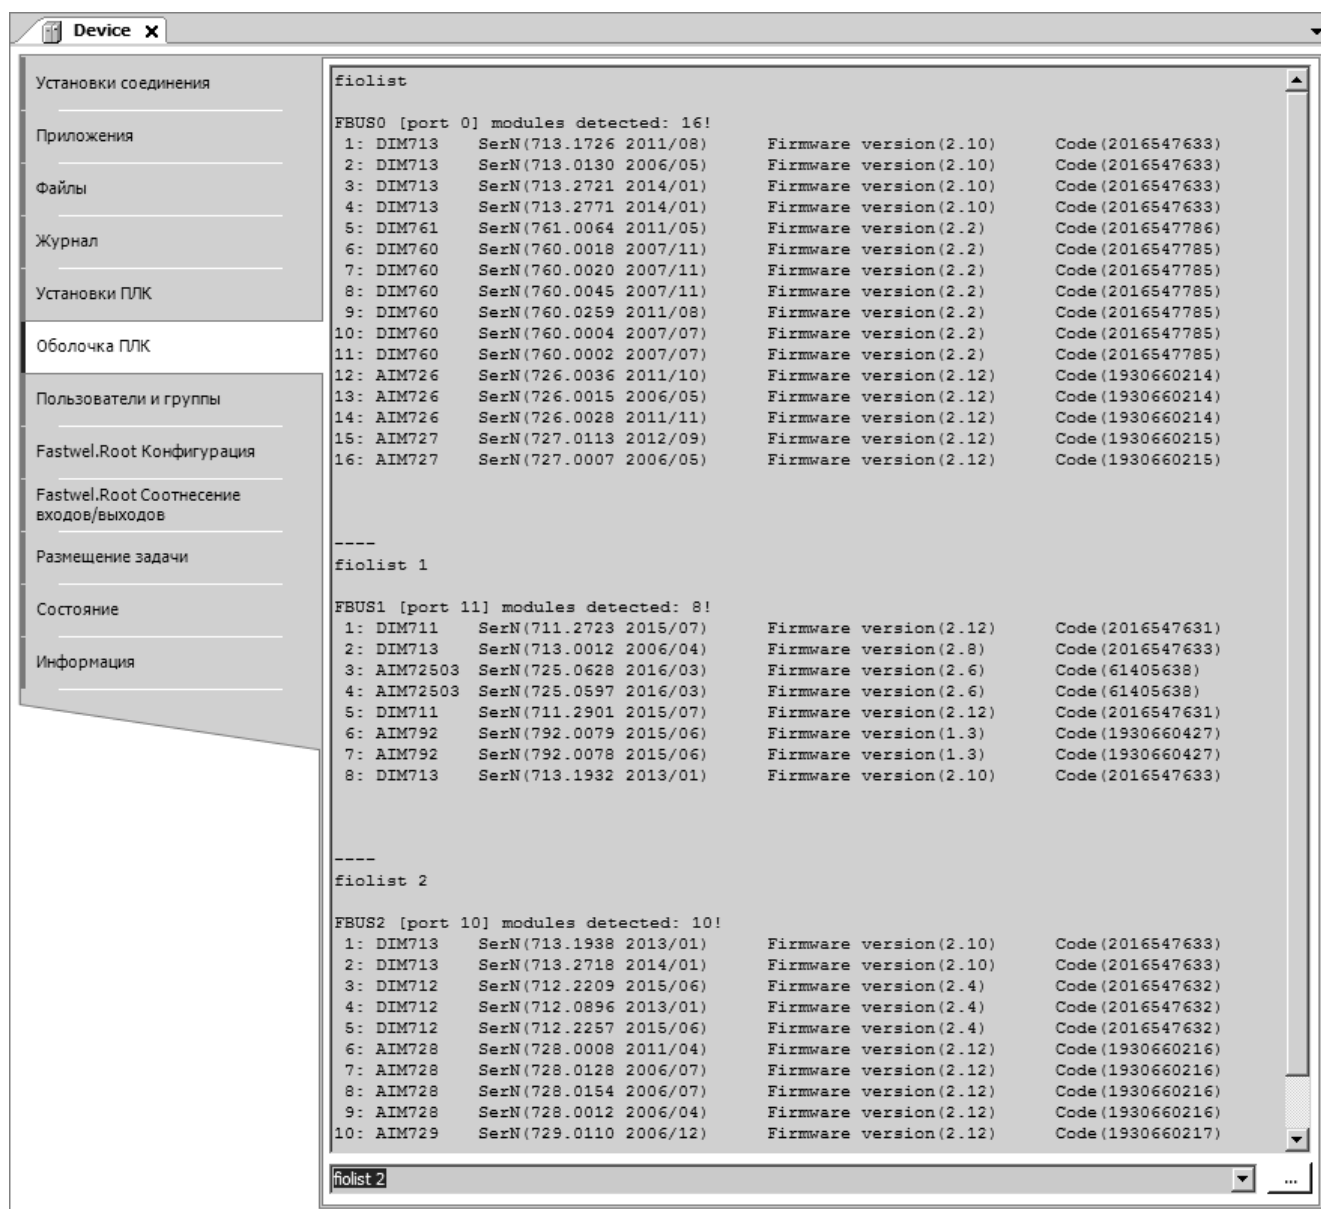 Device
Установки соединения
Приложения
Файлы
Журнал
Установки ПЛК
Оболочка ПЛК
Пользователи и группы
Fastwel.Root Конфигурация
Fastwel.Root Соотнесение
входов/выходов
Размещение задачи
Состояние
Информация
fiolist
FBUS0 [port 0] modules detected: 16!
1: DIM713 SerN(713.1726 2011/08) Firmware version(2.10) Code(2016547633)
2: DIM713 SerN(713.0130 2006/05) Firmware version(2.10) Code(2016547633)
3: DIM713 SerN(713.2721 2014/01) Firmware version(2.10) Code(2016547633)
4: DIM713 SerN(713.2771 2014/01) Firmware version(2.10) Code(2016547633)
5: DIM761 SerN(761.0064 2011/05) Firmware version(2.2) Code(2016547786)
6: DIM760 SerN(760.0018 2007/11) Firmware version(2.2) Code(2016547785)
7: DIM760 SerN(760.0020 2007/11) Firmware version(2.2) Code(2016547785)
8: DIM760 SerN(760.0045 2007/11) Firmware version(2.2) Code(2016547785)
9: DIM760 SerN(760.0259 2011/08) Firmware version(2.2) Code(2016547785)
10: DIM760 SerN(760.0004 2007/07) Firmware version(2.2) Code(2016547785)
11: DIM760 SerN(760.0002 2007/07) Firmware version(2.2) Code(2016547785)
12: AIM726 SerN(726.0036 2011/10) Firmware version(2.12) Code(1930660214)
13: AIM726 SerN(726.0015 2006/05) Firmware version(2.12) Code(1930660214)
14: AIM726 SerN(726.0028 2011/11) Firmware version(2.12) Code(1930660214)
15: AIM727 SerN(727.0113 2012/09) Firmware version(2.12) Code(1930660215)
16: AIM727 SerN(727.0007 2006/05) Firmware version(2.12) Code(1930660215)
----
fiolist 1
FBUS1 [port 11] modules detected: 8!
1: DIM711 SerN(711.2723 2015/07) Firmware version(2.12) Code(2016547631)
2: DIM713 SerN(713.0012 2006/04) Firmware version(2.8) Code(2016547633)
3: AIM72503 SerN(725.0628 2016/03) Firmware version(2.6) Code(61405638)
4: AIM72503 SerN(725.0597 2016/03) Firmware version(2.6) Code(61405638)
5: DIM711 SerN(711.2901 2015/07) Firmware version(2.12) Code(2016547631)
6: AIM792 SerN(792.0079 2015/06) Firmware version(1.3) Code(1930660427)
7: AIM792 SerN(792.0078 2015/06) Firmware version(1.3) Code(1930660427)
8: DIM713 SerN(713.1932 2013/01) Firmware version(2.10) Code(2016547633)
----
fiolist 2
FBUS2 [port 10] modules detected: 10!
1: DIM713 SerN(713.1938 2013/01) Firmware version(2.10) Code(2016547633)
2: DIM713 SerN(713.2718 2014/01) Firmware version(2.10) Code(2016547633)
3: DIM712 SerN(712.2209 2015/06) Firmware version(2.4) Code(2016547632)
4: DIM712 SerN(712.0896 2013/01) Firmware version(2.4) Code(2016547632)
5: DIM712 SerN(712.2257 2015/06) Firmware version(2.4) Code(2016547632)
6: AIM728 SerN(728.0008 2011/04) Firmware version(2.12) Code(1930660216)
7: AIM728 SerN(728.0128 2006/07) Firmware version(2.12) Code(1930660216)
8: AIM728 SerN(728.0154 2006/07) Firmware version(2.12) Code(1930660216)
9: AIM728 SerN(728.0012 2006/04) Firmware version(2.12) Code(1930660216)
10: AIM729 SerN(729.0110 2006/12) Firmware version(2.12) Code(1930660217)
fiolist 2
...